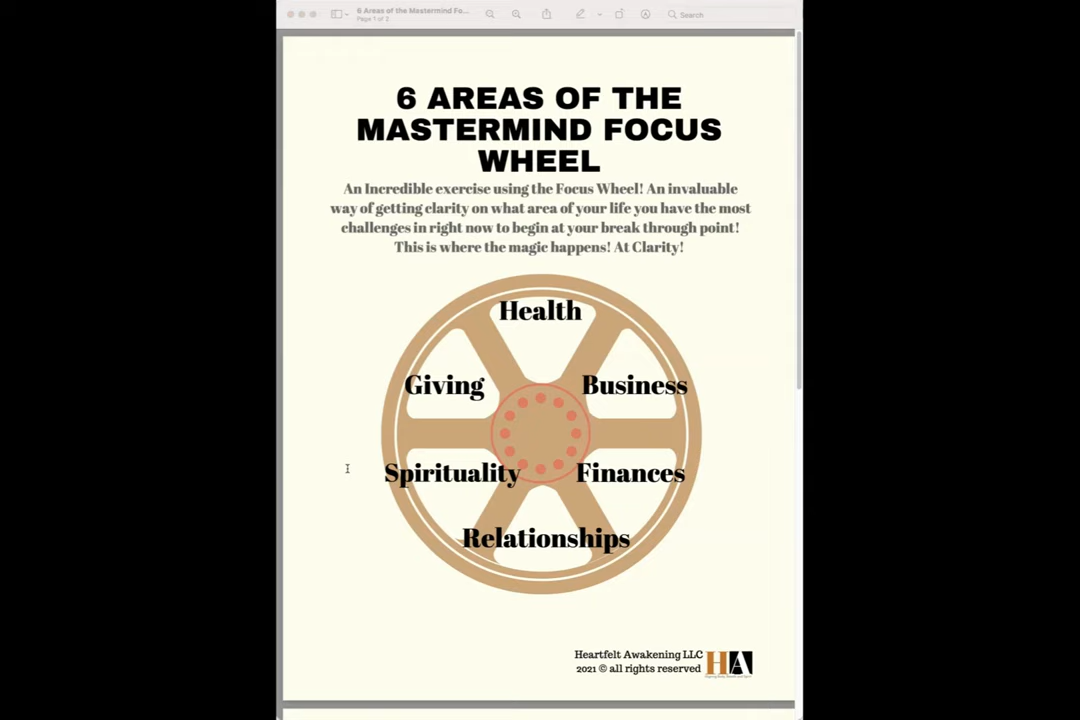 6 Areas of the Mastermind Fo...
Page 1 of 2
Search
6 AREAS OF THE
MASTERMIND FOCUS
WHEEL
An Incredible exercise using the Focus Wheel! An invaluable
way of getting clarity on what area of your life you have the most
challenges in right now to begin at your break through point!
This is where the magic happens! At Clarity!
Health
Giving
Business
Spirituality
Finances
Relationships
Heartfelt Awakening LLC
2021 © all rights reserved
HA